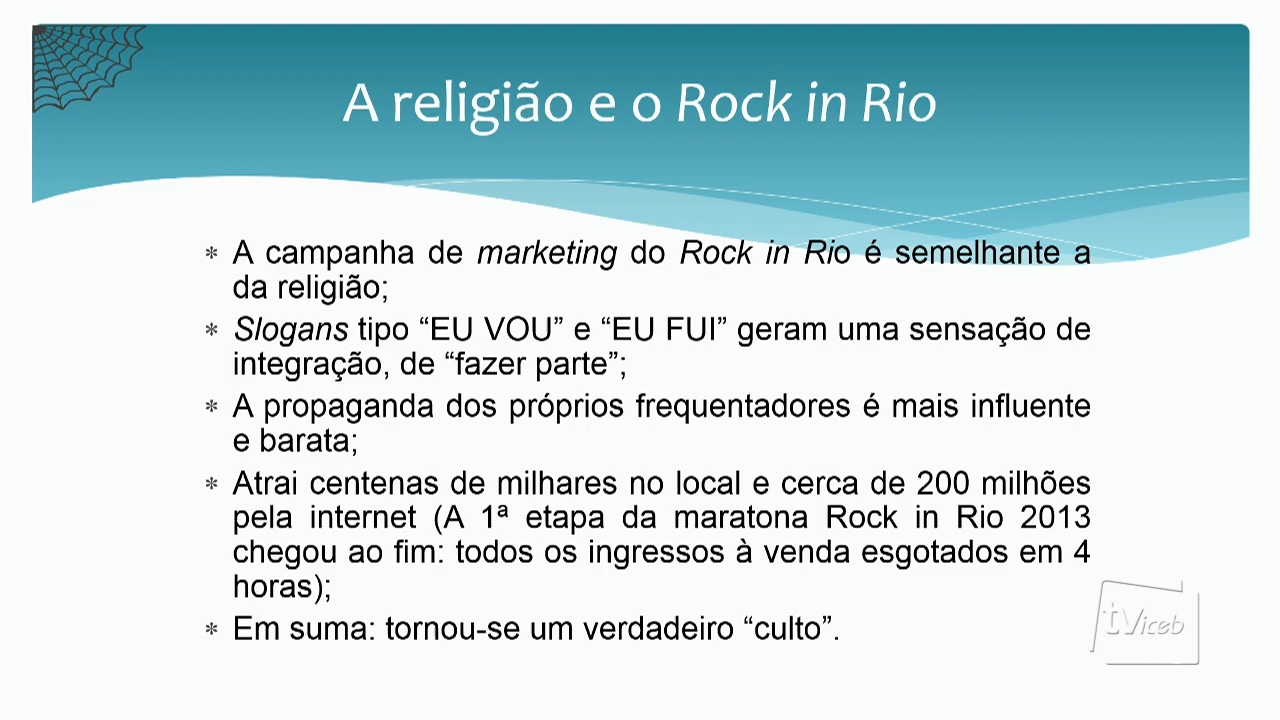 A religião e o Rock in Rio
* A campanha de marketing do Rock in Rio é semelhante a
da religião;
* Slogans tipo “EU VOU” e “EU FUI” geram uma sensação de
integração, de “fazer parte”;
* A propaganda dos próprios frequentadores é mais influente
e barata;
* Atrai centenas de milhares no local e cerca de 200 milhões
pela internet (A 1ª etapa da maratona Rock in Rio 2013
chegou ao fim: todos os ingressos à venda esgotados em 4
horas);
* Em suma: tornou-se um verdadeiro “culto”.
tViceb